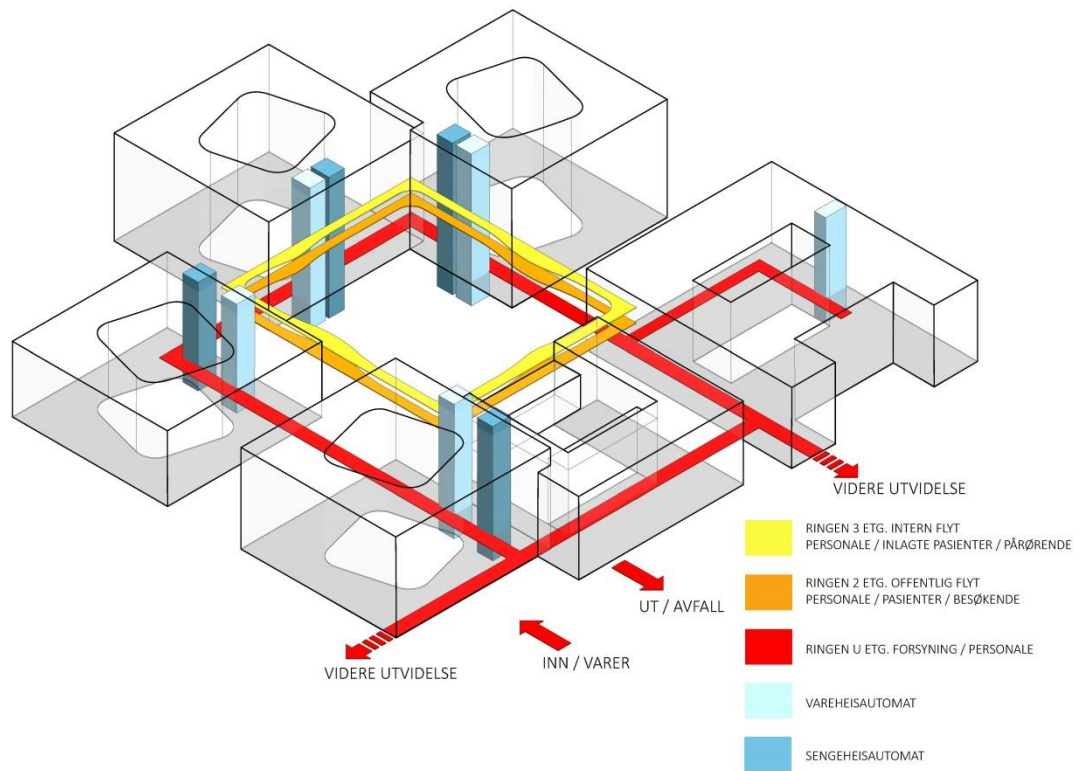 VIDERE UTVIDELSE
UT / AVFALL
INN / VARER
VIDERE UTVIDELSE
RINGEN 3 ETG. INTERN FLYT
PERSONALE / INLAGTE PASIENTER / PÅRØRENDE
RINGEN 2 ETG. OFFENTLIG FLYT
PERSONALE / PASIENTER / BESØKENDE
RINGEN U ETG. FORSYNING / PERSONALE
VAREHEISAUTOMAT
SENGEHEISAUTOMAT